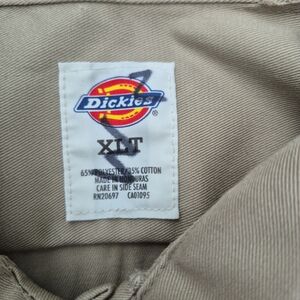 Dickies
®
XLT
65% POLYESTER/35% COTTON
MADE IN HONDURAS
CARE IN SIDE SEAM
RN20697 CA01095